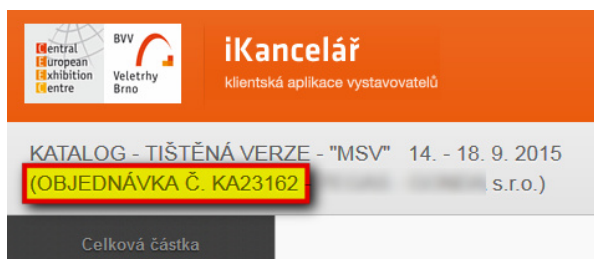 Central
European
Exhibition
Centre
BVV
Veletrhy
Brno
iKancelář
klientská aplikace vystavovatelů
KATALOG - TIŠTĚNÁ VERZE - "MSV" 14. - 18. 9. 2015
(OBJEDNÁVKA Č. KA23162 - s.r.o.)
Celková částka